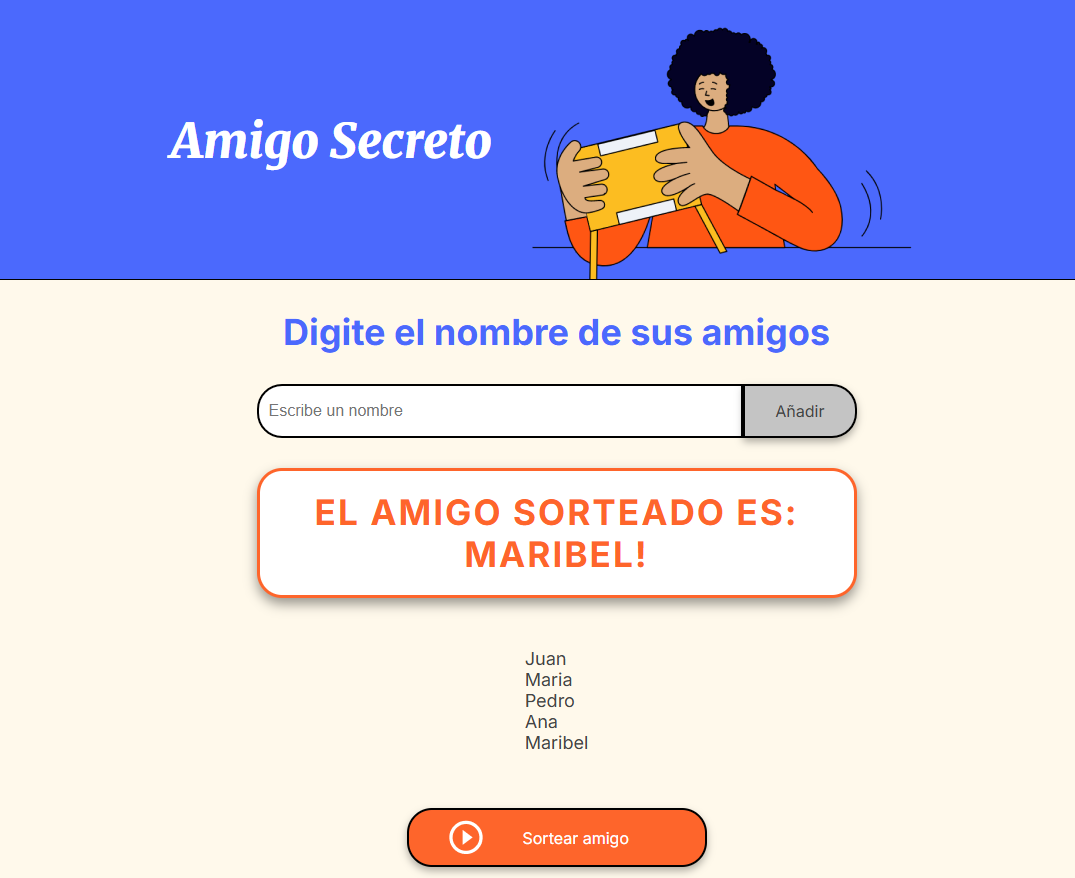 Amigo Secreto
Digite el nombre de sus amigos
Escribe un nombre
Añadir
EL AMIGO SORTEADO ES:
MARIBEL!
Juan
Maria
Pedro
Ana
Maribel
Sortear amigo